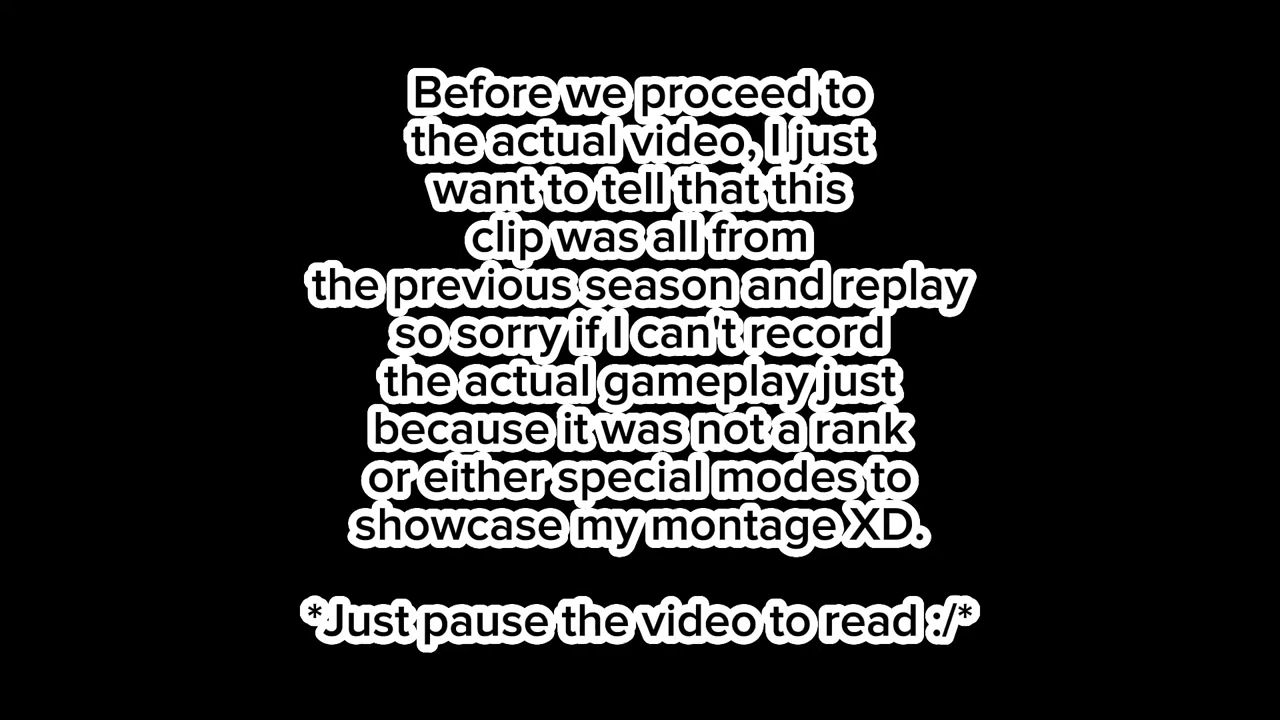 Before we proceed to
the actual video, I just
want to tell that this
clip was all from
the previous season and replay
so sorry if I can't record
the actual gameplay just
because it was not a rank
or either special modes to
showcase my montage XD.
*Just pause the video to read :/*